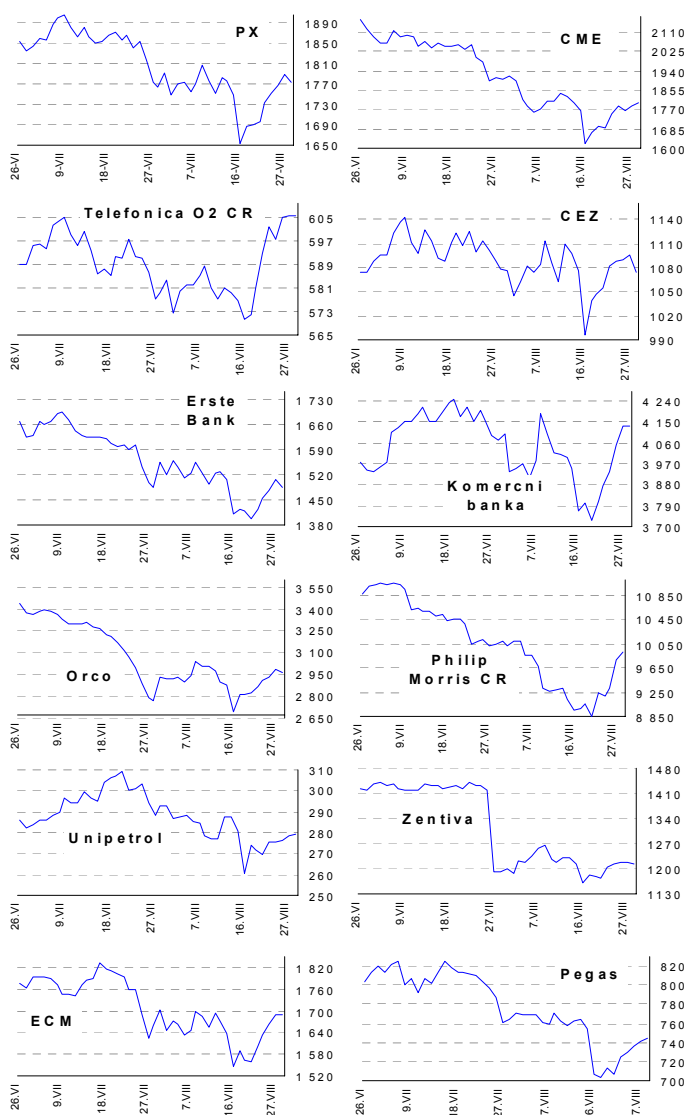 PX
1890
1850
1810
1770
1730
1690
1650
26-VI
9-VII
18-VII
27-VII
7-VIII
16-VIII
27-VIII
CME
2110
2025
1940
1855
1770
1685
1600
26.VI
9.VII
18.VII
27.VII
7.VIII
16.VIII
27.VIII
Telefonica O2 CR
605
597
589
581
573
565
26.VI
9.VII
18.VII
27.VII
7.VIII
16.VIII
27.VIII
CEZ
1140
1110
1080
1050
1020
990
26.VI
9.VII
18.VII
27.VII
7.VIII
16.VIII
27.VIII
Erste
Bank
1 730
1 660
1 590
1 520
1 450
1 380
26.VI
9.VII
18.VII
27.VII
7.VIII
16.VIII
27.VIII
Komercni
banka
4 240
4 150
4 060
3 970
3 880
3 790
3 700
26.VI
9.VII
18.VII
27.VII
7.VIII
16.VIII
27.VIII
Orco
3 550
3 400
3 250
3 100
2 950
2 800
2 650
26.VI
9.VII
18.VII
27.VII
7.VIII
16.VIII
27.VIII
Philip
Morris CR
10 850
10 450
10 050
9 650
9 250
8 850
26.VI
9.VII
18.VII
27.VII
7.VIII
16.VIII
27.VIII
Unipetrol
310
300
290
280
270
260
250
26.VI
9.VII
18.VII
27.VII
7.VIII
16.VIII
27.VIII
Zentiva
1480
1410
1340
1270
1200
1130
26.VI
9.VII
18.VII
27.VII
7.VIII
16.VIII
27.VIII
ECM
1 820
1 760
1 700
1 640
1 580
1 520
26.VI
9.VII
18.VII
27.VII
7.VIII
16.VIII
27.VIII
Pegas
820
800
780
760
740
720
700
26.VI
9.VII
18.VII
27.VII
7.VIII
6.VIII
7.VIII